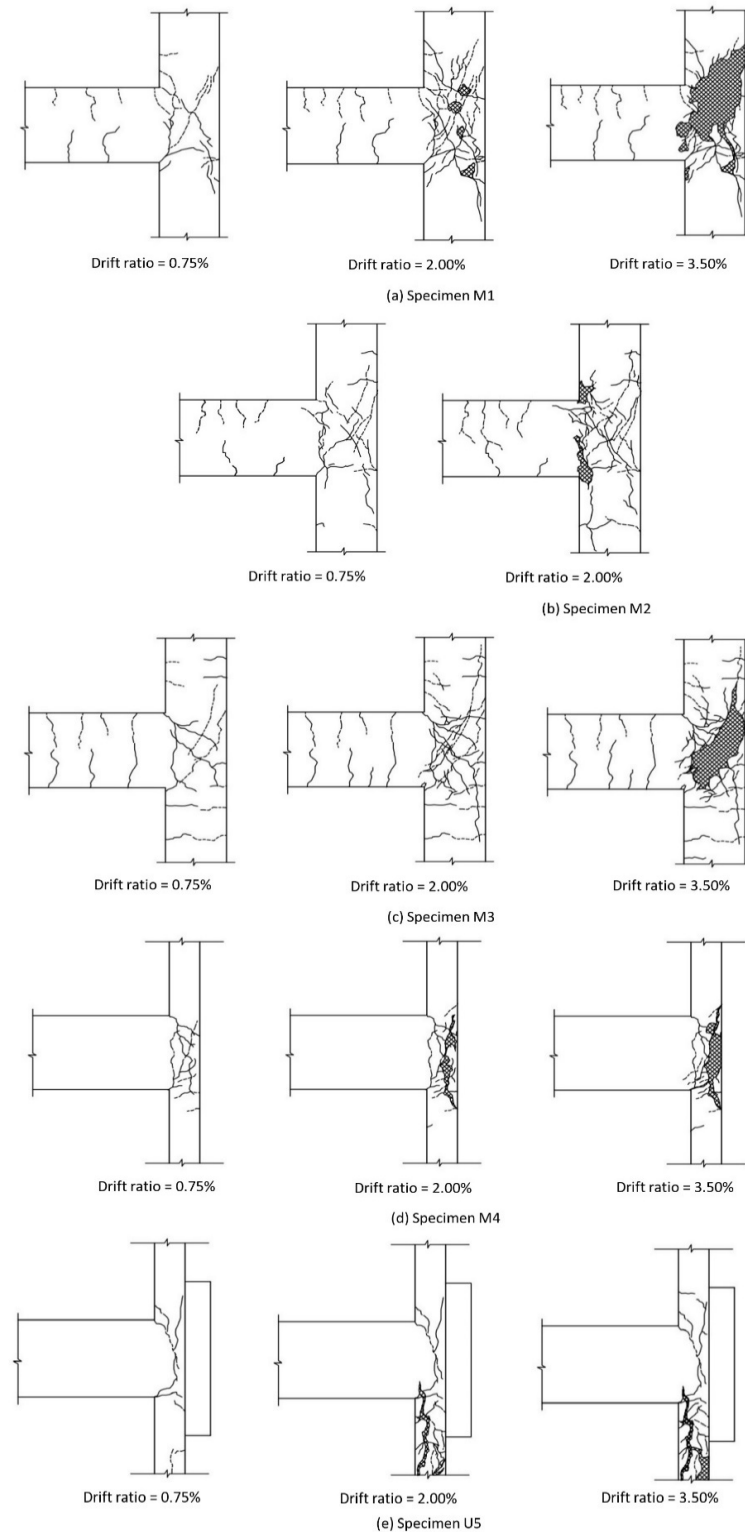 Drift ratio = 0.75% Drift ratio = 2.00% Drift ratio = 3.50%
(a) Specimen M1
Drift ratio = 0.75% Drift ratio = 2.00%
(b) Specimen M2
Drift ratio = 0.75% Drift ratio = 2.00% Drift ratio = 3.50%
(c) Specimen M3
Drift ratio = 0.75% Drift ratio = 2.00% Drift ratio = 3.50%
(d) Specimen M4
Drift ratio = 0.75% Drift ratio = 2.00% Drift ratio = 3.50%
(e) Specimen U5